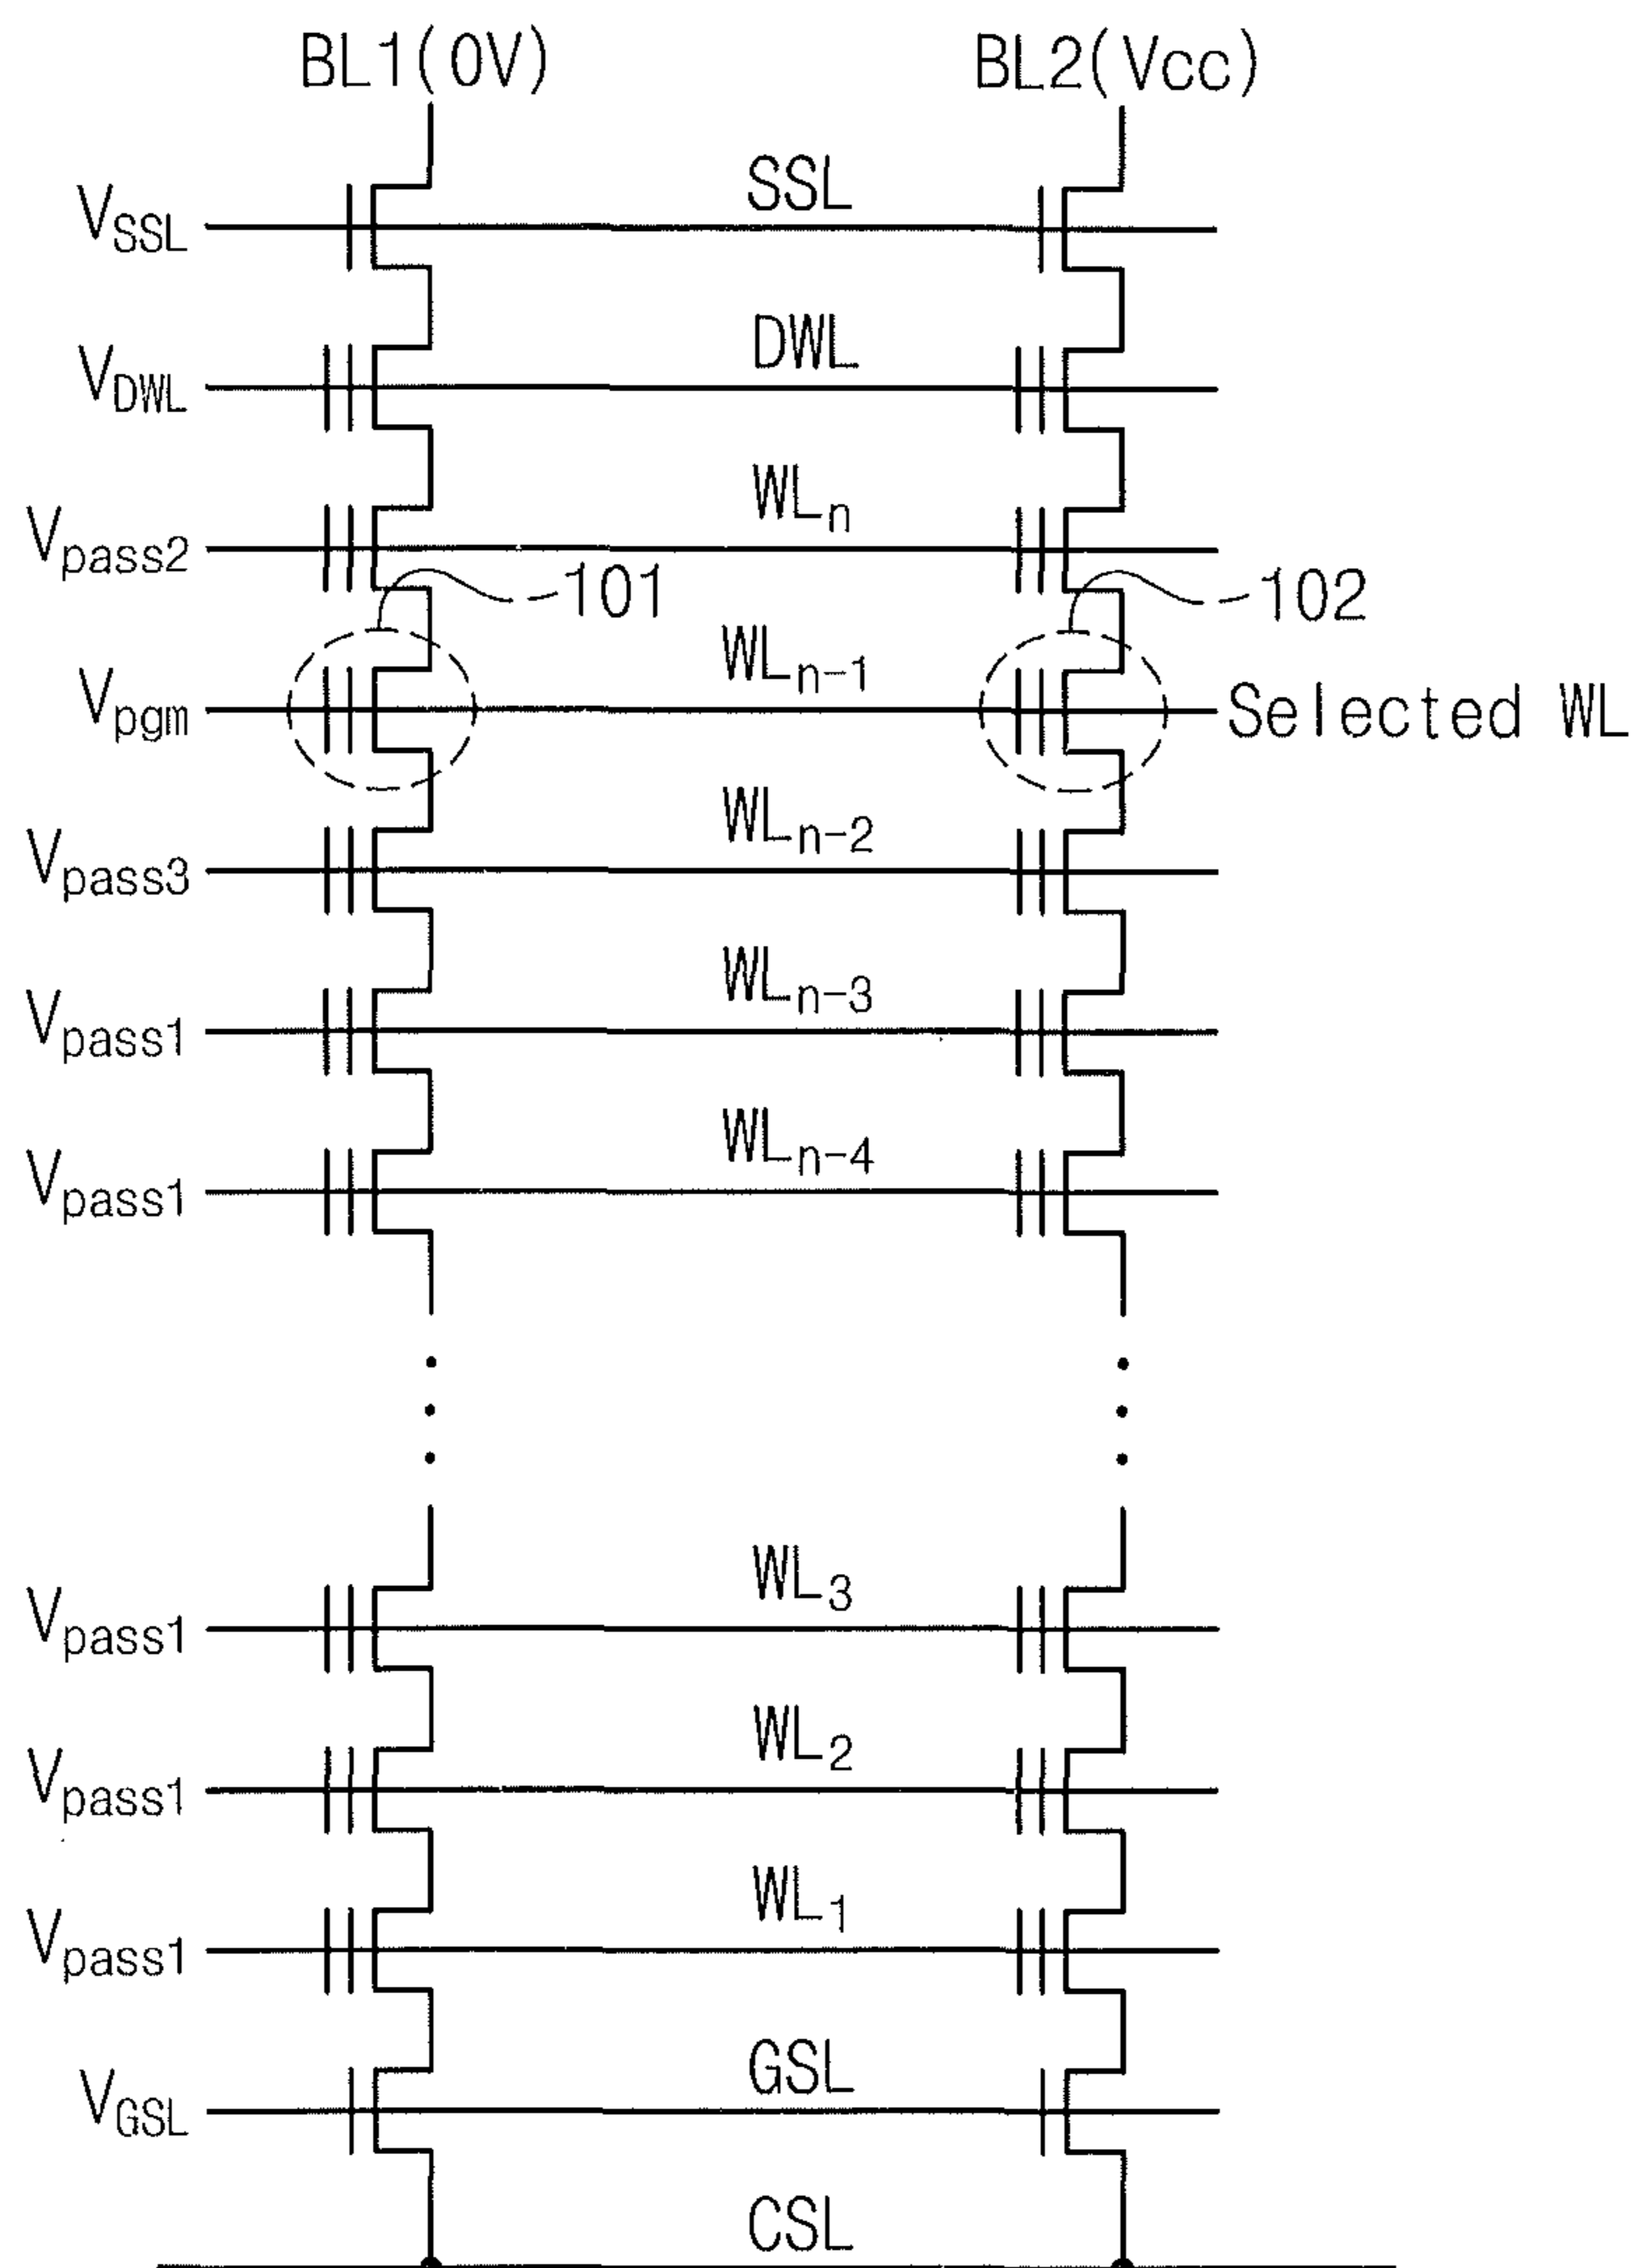 BL1(0V) BL2(Vcc)
VSSL SSL
VDWL DWL
Vpass2 WLn
101 102
Vpgm WLn-1 Selected WL
Vpass3 WLn-2
Vpass1 WLn-3
Vpass1 WLn-4
Vpass1 WL3
Vpass1 WL2
Vpass1 WL1
VGSL GSL
CSL